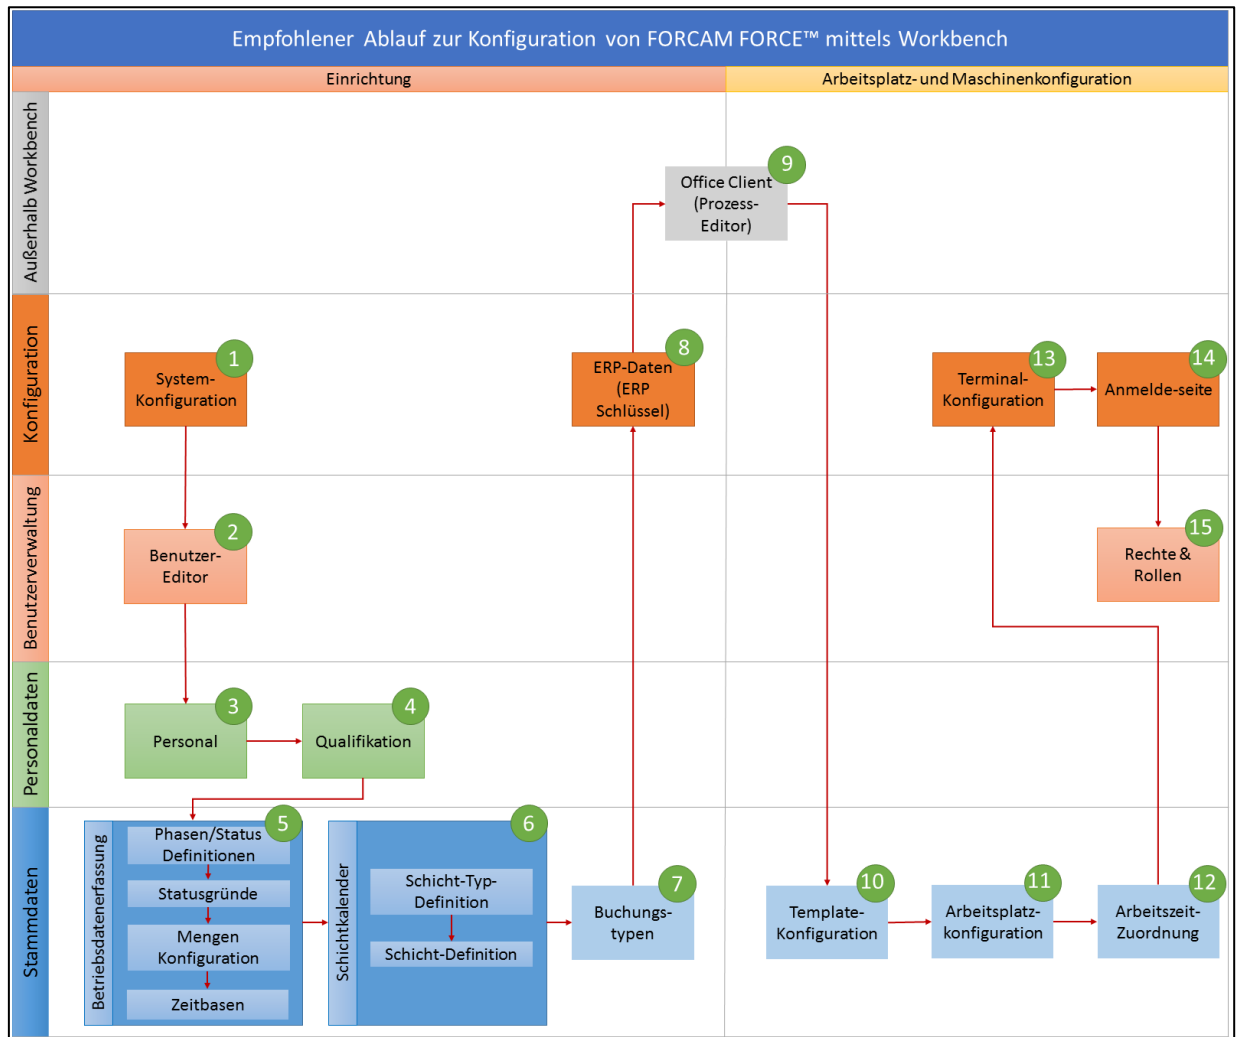 Empfohlener Ablauf zur Konfiguration von FORCAM FORCE™ mittels Workbench
Einrichtung
Arbeitsplatz- und Maschinenkonfiguration
Außerhalb Workbench
9
Office Client
(Prozess-
Editor)
Konfiguration
1
System-
Konfiguration
8
ERP-Daten
(ERP
Schlüssel)
13
Terminal-
Konfiguration
14
Anmelde-seite
Benutzerverwaltung
2
Benutzer-
Editor
15
Rechte &
Rollen
Personaldaten
3
Personal
4
Qualifikation
Stammdaten
Betriebsdatenerfassung
5
Phasen/Status
Definitionen
Statusgründe
Mengen
Konfiguration
Zeitbasen
Schichtkalender
6
Schicht-Typ-
Definition
Schicht-Definition
7
Buchungs-
typen
10
Template-
Konfiguration
11
Arbeitsplatz-
konfiguration
12
Arbeitszeit-
Zuordnung